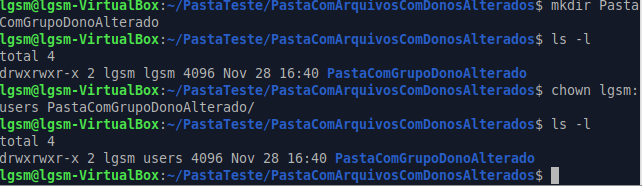 lgsm@lgsm-VirtualBox:~/PastaTeste/PastaComArquivosComDonosAlterados$ mkdir Pasta
ComGrupoDonoAlterado
lgsm@lgsm-VirtualBox:~/PastaTeste/PastaComArquivosComDonosAlterados$ ls -l
total 4
drwxrwxr-x 2 lgsm lgsm 4096 Nov 28 16:40 PastaComGrupoDonoAlterado
lgsm@lgsm-VirtualBox:~/PastaTeste/PastaComArquivosComDonosAlterados$ chown lgsm:
users PastaComGrupoDonoAlterado/
lgsm@lgsm-VirtualBox:~/PastaTeste/PastaComArquivosComDonosAlterados$ ls -l
total 4
drwxrwxr-x 2 lgsm users 4096 Nov 28 16:40 PastaComGrupoDonoAlterado
lgsm@lgsm-VirtualBox:~/PastaTeste/PastaComArquivosComDonosAlterados$